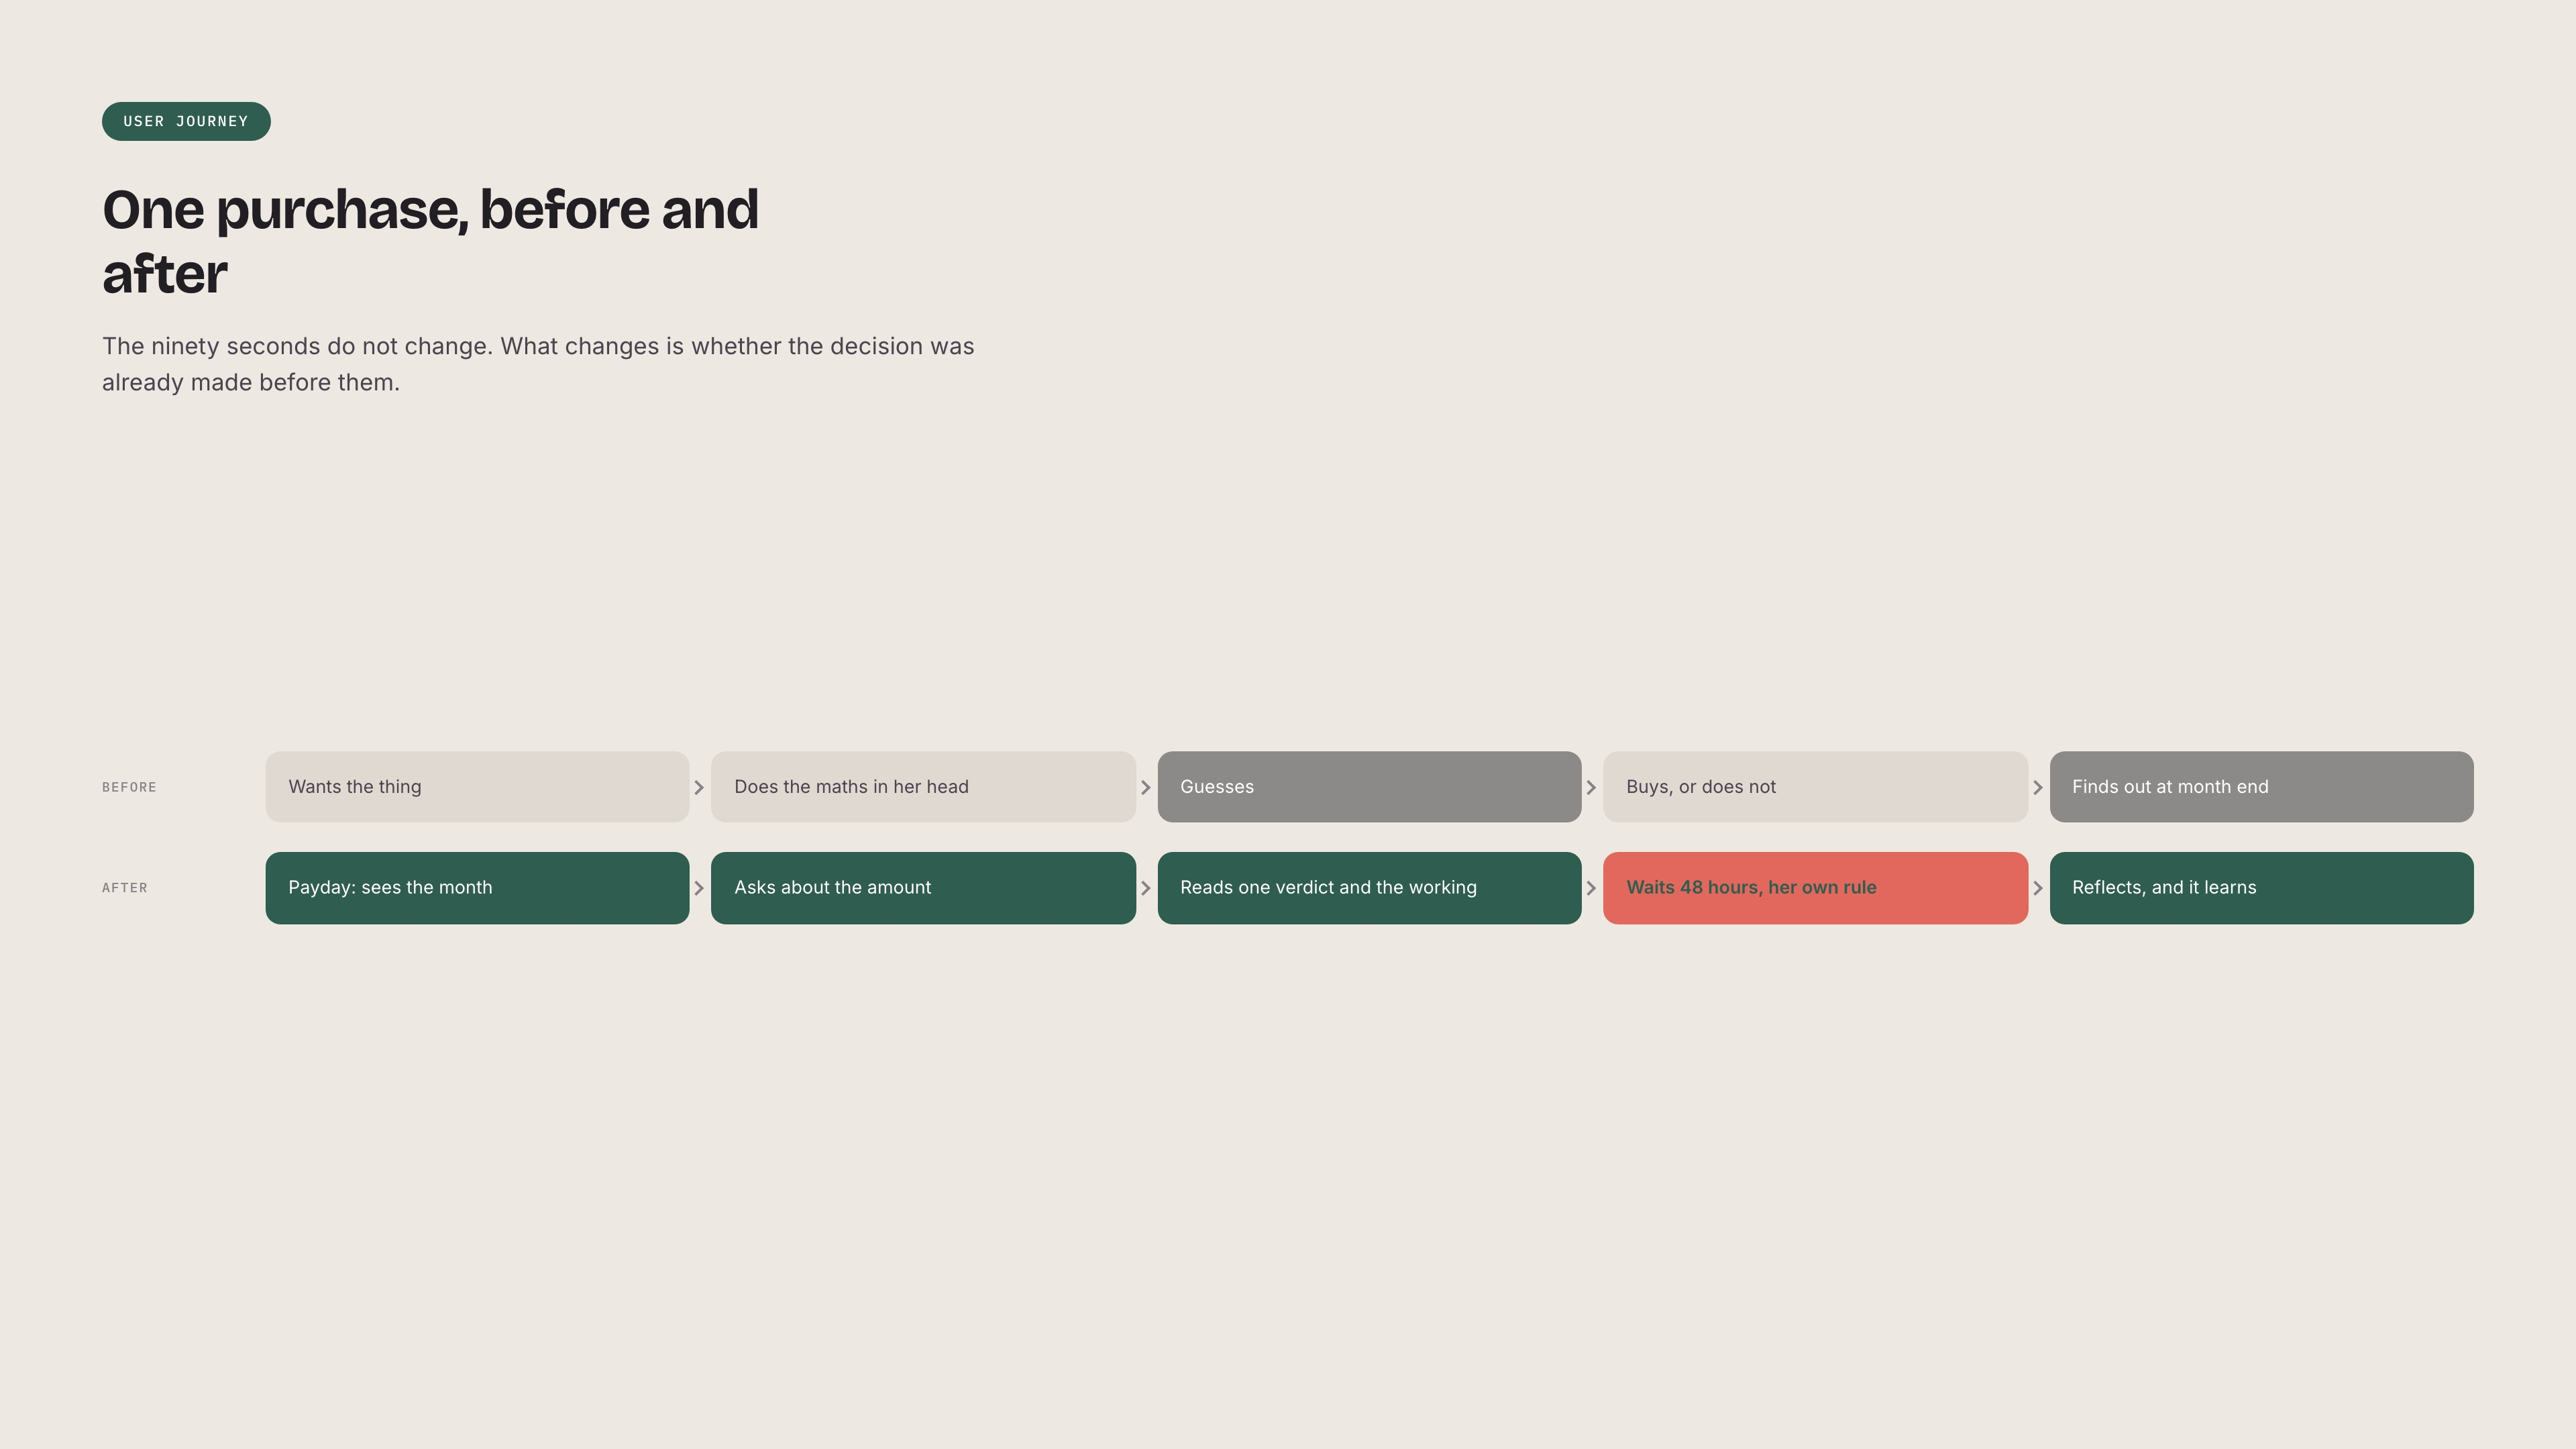 USER JOURNEY
One purchase, before and
after
The ninety seconds do not change. What changes is whether the decision was
already made before them.
BEFORE
Wants the thing
Does the maths in her head
Guesses
Buys, or does not
Finds out at month end
AFTER
Payday: sees the month
Asks about the amount
Reads one verdict and the working
Waits 48 hours, her own rule
Reflects, and it learns